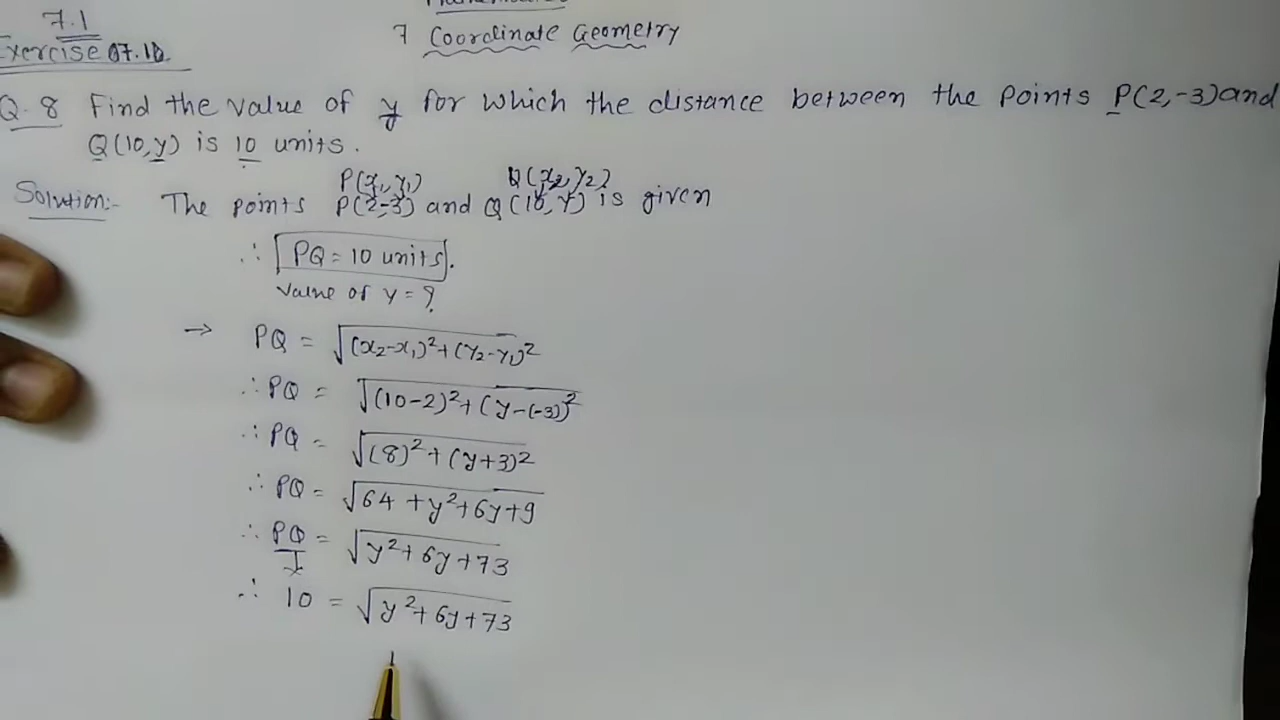 7.1
Exercise 07.1
7 Coordinate Geometry
Q.8 Find the value of y for which the distance between the points P(2,-3) and
Q(10,y) is 10 units.
P(x₁,y₁) Q(x₂,y₂)
Solution:- The points P(2-3) and Q(10,y) is given
∴ PQ = 10 units.
value of y = ?
→ PQ = √(x₂-x₁)²+(y₂-y₁)²
∴ PQ = √(10-2)²+(y-(-3))²
∴ PQ = √(8)²+(y+3)²
∴ PQ = √64+y²+6y+9
∴ PQ = √y²+6y+73
∴ 10 = √y²+6y+73